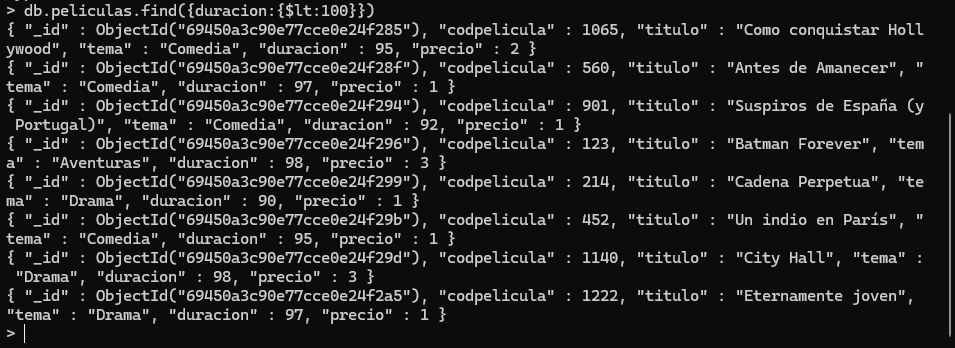 > db.peliculas.find({duracion:{$lt:100}})
{ "_id" : ObjectId("69450a3c90e77cce0e24f285"), "codpelicula" : 1065, "titulo" : "Como conquistar Holl
ywood", "tema" : "Comedia", "duracion" : 95, "precio" : 2 }
{ "_id" : ObjectId("69450a3c90e77cce0e24f28f"), "codpelicula" : 560, "titulo" : "Antes de Amanecer", "
tema" : "Comedia", "duracion" : 97, "precio" : 1 }
{ "_id" : ObjectId("69450a3c90e77cce0e24f294"), "codpelicula" : 901, "titulo" : "Suspiros de España (y
 Portugal)", "tema" : "Comedia", "duracion" : 92, "precio" : 1 }
{ "_id" : ObjectId("69450a3c90e77cce0e24f296"), "codpelicula" : 123, "titulo" : "Batman Forever", "tem
a" : "Aventuras", "duracion" : 98, "precio" : 3 }
{ "_id" : ObjectId("69450a3c90e77cce0e24f299"), "codpelicula" : 214, "titulo" : "Cadena Perpetua", "te
ma" : "Drama", "duracion" : 90, "precio" : 1 }
{ "_id" : ObjectId("69450a3c90e77cce0e24f29b"), "codpelicula" : 452, "titulo" : "Un indio en París", "
tema" : "Comedia", "duracion" : 95, "precio" : 1 }
{ "_id" : ObjectId("69450a3c90e77cce0e24f29d"), "codpelicula" : 1140, "titulo" : "City Hall", "tema" :
 "Drama", "duracion" : 98, "precio" : 3 }
{ "_id" : ObjectId("69450a3c90e77cce0e24f2a5"), "codpelicula" : 1222, "titulo" : "Eternamente joven",
"tema" : "Drama", "duracion" : 97, "precio" : 1 }
>